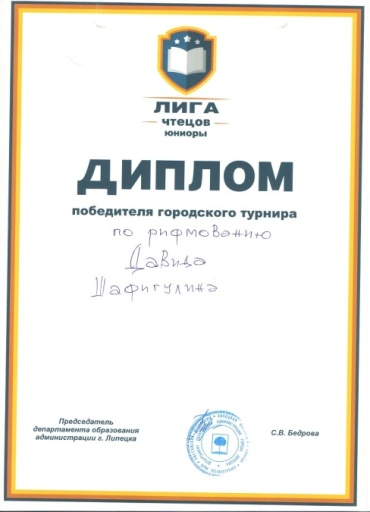 ЛИГА
ЧТЕЦОВ
ЮНИОРЫ
ДИПЛОМ
победителя городского турнира
по рифмованию
Давида
Шафигулина
Председатель
департамента образования
администрации г. Липецка
С.В. Бедрова